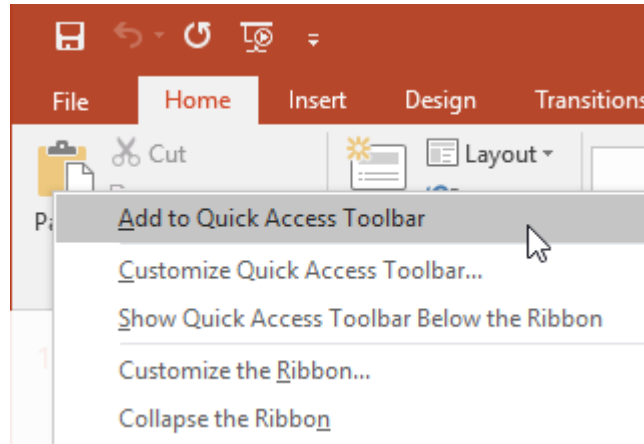 File Home Insert Design Transitions
Cut
Layout
Add to Quick Access Toolbar
Customize Quick Access Toolbar...
Show Quick Access Toolbar Below the Ribbon
Customize the Ribbon...
Collapse the Ribbon